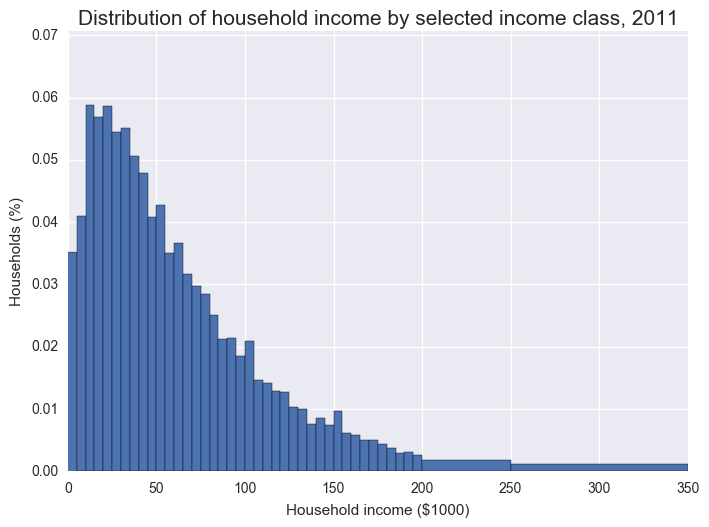 Distribution of household income by selected income class, 2011
0.07
0.06
0.05
0.04
0.03
0.02
0.01
0.00
Households (%)
0 50 100 150 200 250 300 350
Household income ($1000)